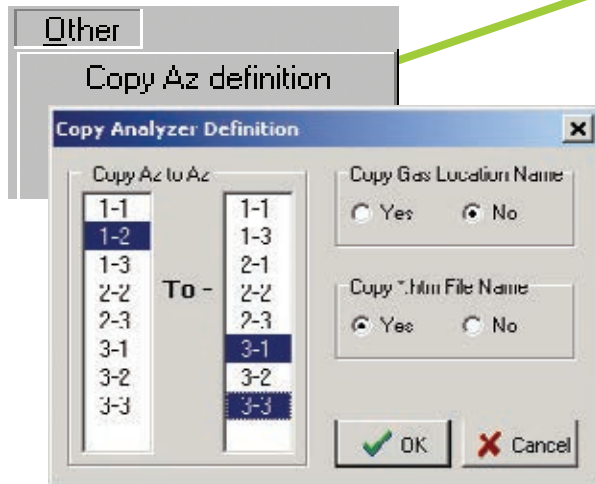 Other
Copy Az definition
Copy Analyzer Definition
Copy Az to Az
1-1
1-2
1-3
2-2
2-3
3-1
3-2
3-3
To -
1-1
1-3
2-1
2-2
2-3
3-1
3-2
3-3
Copy Gas Location Name
Yes No
Copy *.htm File Name
Yes No
OK Cancel